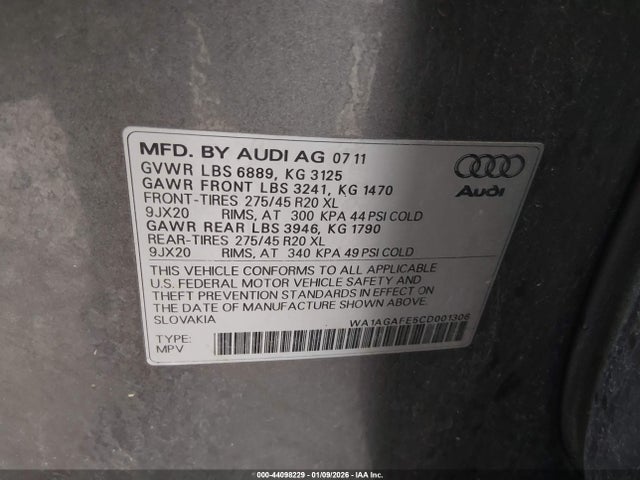 MFD. BY AUDI AG 07 11
GVWR LBS 6889, KG 3125
GAWR FRONT LBS 3241, KG 1470
FRONT-TIRES 275/45 R20 XL
9JX20 RIMS, AT 300 KPA 44 PSI COLD
GAWR REAR LBS 3946, KG 1790
REAR-TIRES 275/45 R20 XL
9JX20 RIMS, AT 340 KPA 49 PSI COLD
THIS VEHICLE CONFORMS TO ALL APPLICABLE
U.S. FEDERAL MOTOR VEHICLE SAFETY AND
THEFT PREVENTION STANDARDS IN EFFECT ON
THE DATE OF MANUFACTURE SHOWN ABOVE.
SLOVAKIA
WA1AGAFE5CD001306
TYPE:
MPV
Audi
000-44098229 - 01/09/2026 - IAA Inc.